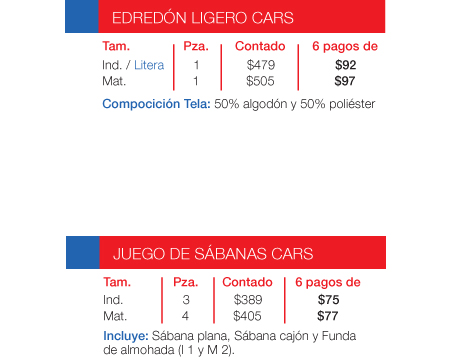 EDREDÓN LIGERO CARS
Tam. Pza. Contado 6 pagos de
Ind. / Litera 1 $479 $92
Mat. 1 $505 $97
Compocición Tela: 50% algodón y 50% poliéster
JUEGO DE SÁBANAS CARS
Tam. Pza. Contado 6 pagos de
Ind. 3 $389 $75
Mat. 4 $405 $77
Incluye: Sábana plana, Sábana cajón y Funda
de almohada (I 1 y M 2).